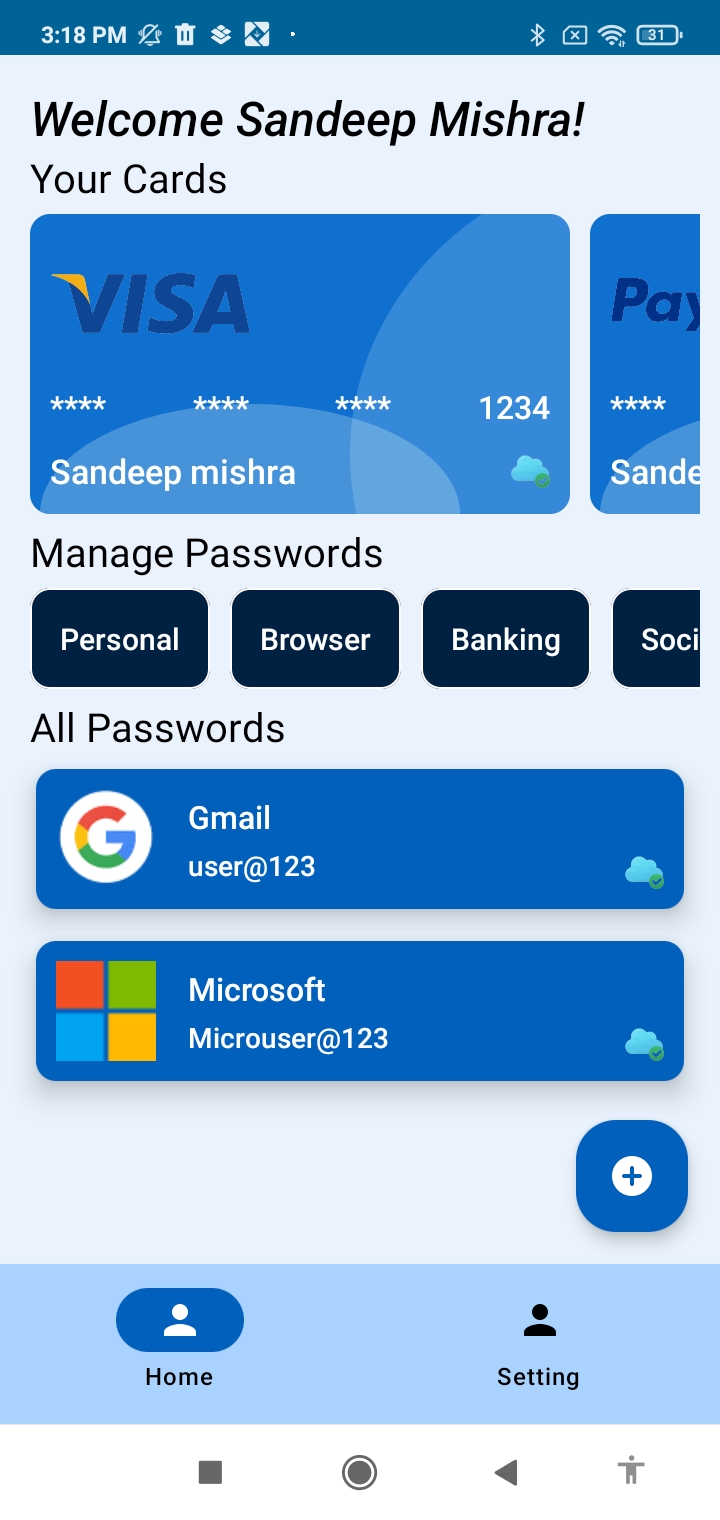 3:18 PM
31
Welcome Sandeep Mishra!
Your Cards
VISA
**** **** **** 1234
Sandeep mishra
Pay
****
Sande
Manage Passwords
Personal Browser Banking Soci
All Passwords
Gmail
user@123
Microsoft
Microuser@123
Home Setting